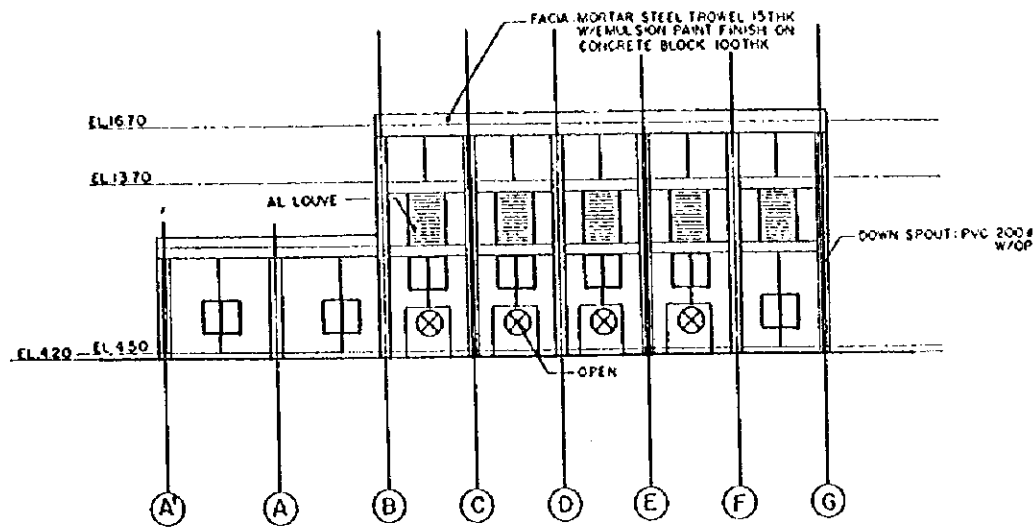 FACIA: MORTAR STEEL TROWEL 15THK
W/EMULSION PAINT FINISH ON
CONCRETE BLOCK 100THK
EL.16.70
EL.13.70
AL LOUVE
DOWN SPOUT: PVC 200ø
W/OP
EL.4.20
EL.4.50
OPEN
A'
A
B
C
D
E
F
G